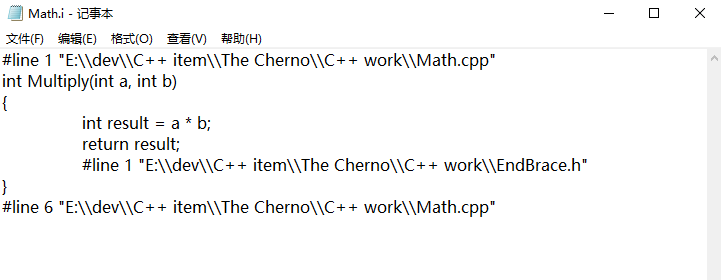 Math.i - 记事本
文件(F) 编辑(E) 格式(O) 查看(V) 帮助(H)
#line 1 "E:\\dev\\C++ item\\The Cherno\\C++ work\\Math.cpp"
int Multiply(int a, int b)
{
int result = a * b;
return result;
#line 1 "E:\\dev\\C++ item\\The Cherno\\C++ work\\EndBrace.h"
}
#line 6 "E:\\dev\\C++ item\\The Cherno\\C++ work\\Math.cpp"